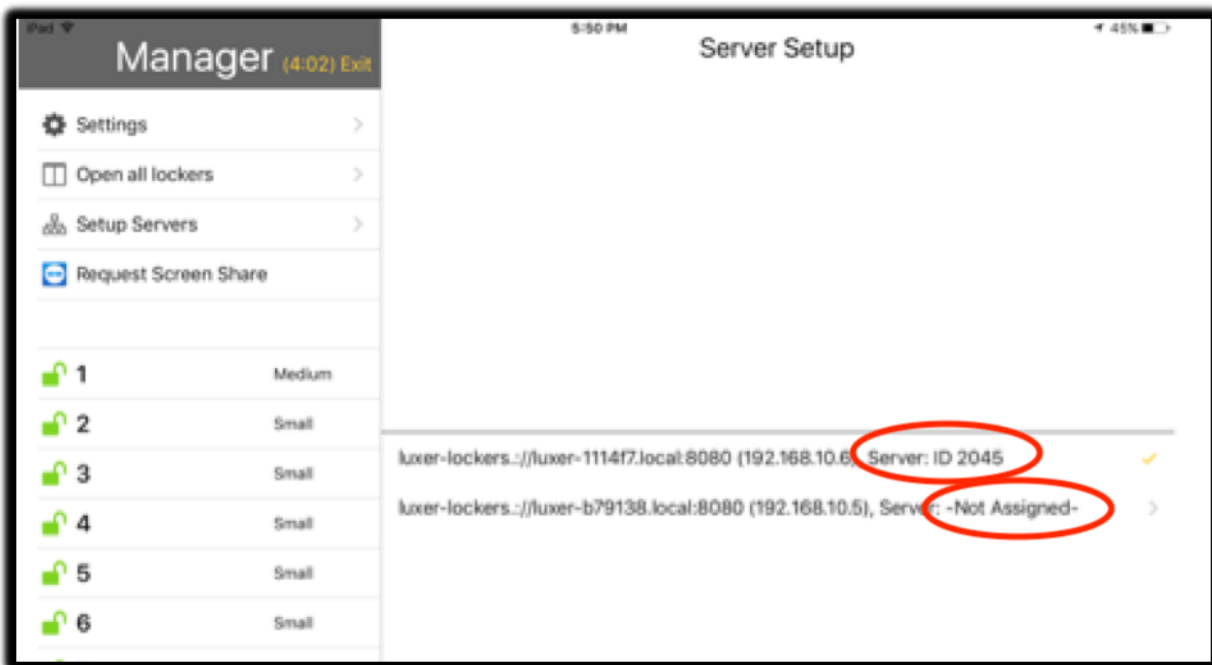 iPad 5:50 PM 45%
Manager (4:02) Exit
Server Setup
Settings
Open all lockers
Setup Servers
Request Screen Share
1 Medium
2 Small
3 Small
4 Small
5 Small
6 Small
luxer-lockers.://luxer-1114f7.local:8080 (192.168.10.6), Server: ID 2045
luxer-lockers.://luxer-b79138.local:8080 (192.168.10.5), Server: -Not Assigned-